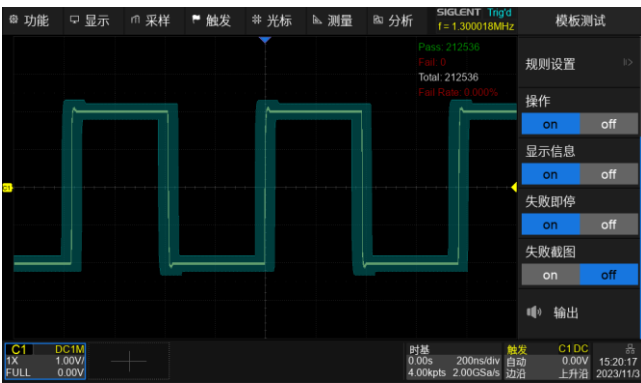 功能 显示 采样 触发 光标 测量 分析 SIGLENT Trig'd 模板测试
f = 1.300018MHz
Pass: 212536
Fail: 0
Total: 212536
Fail Rate: 0.000%
规则设置
操作
on off
显示信息
on off
失败即停
on off
失败截图
on off
输出
C1
C1 DC1M
1X 1.00V/
FULL 0.00V
时基
0.00s 200ns/div
4.00kpts 2.00GSa/s
触发 C1 DC
自动 0.00V
边沿 上升沿
15:20:17
2023/11/3